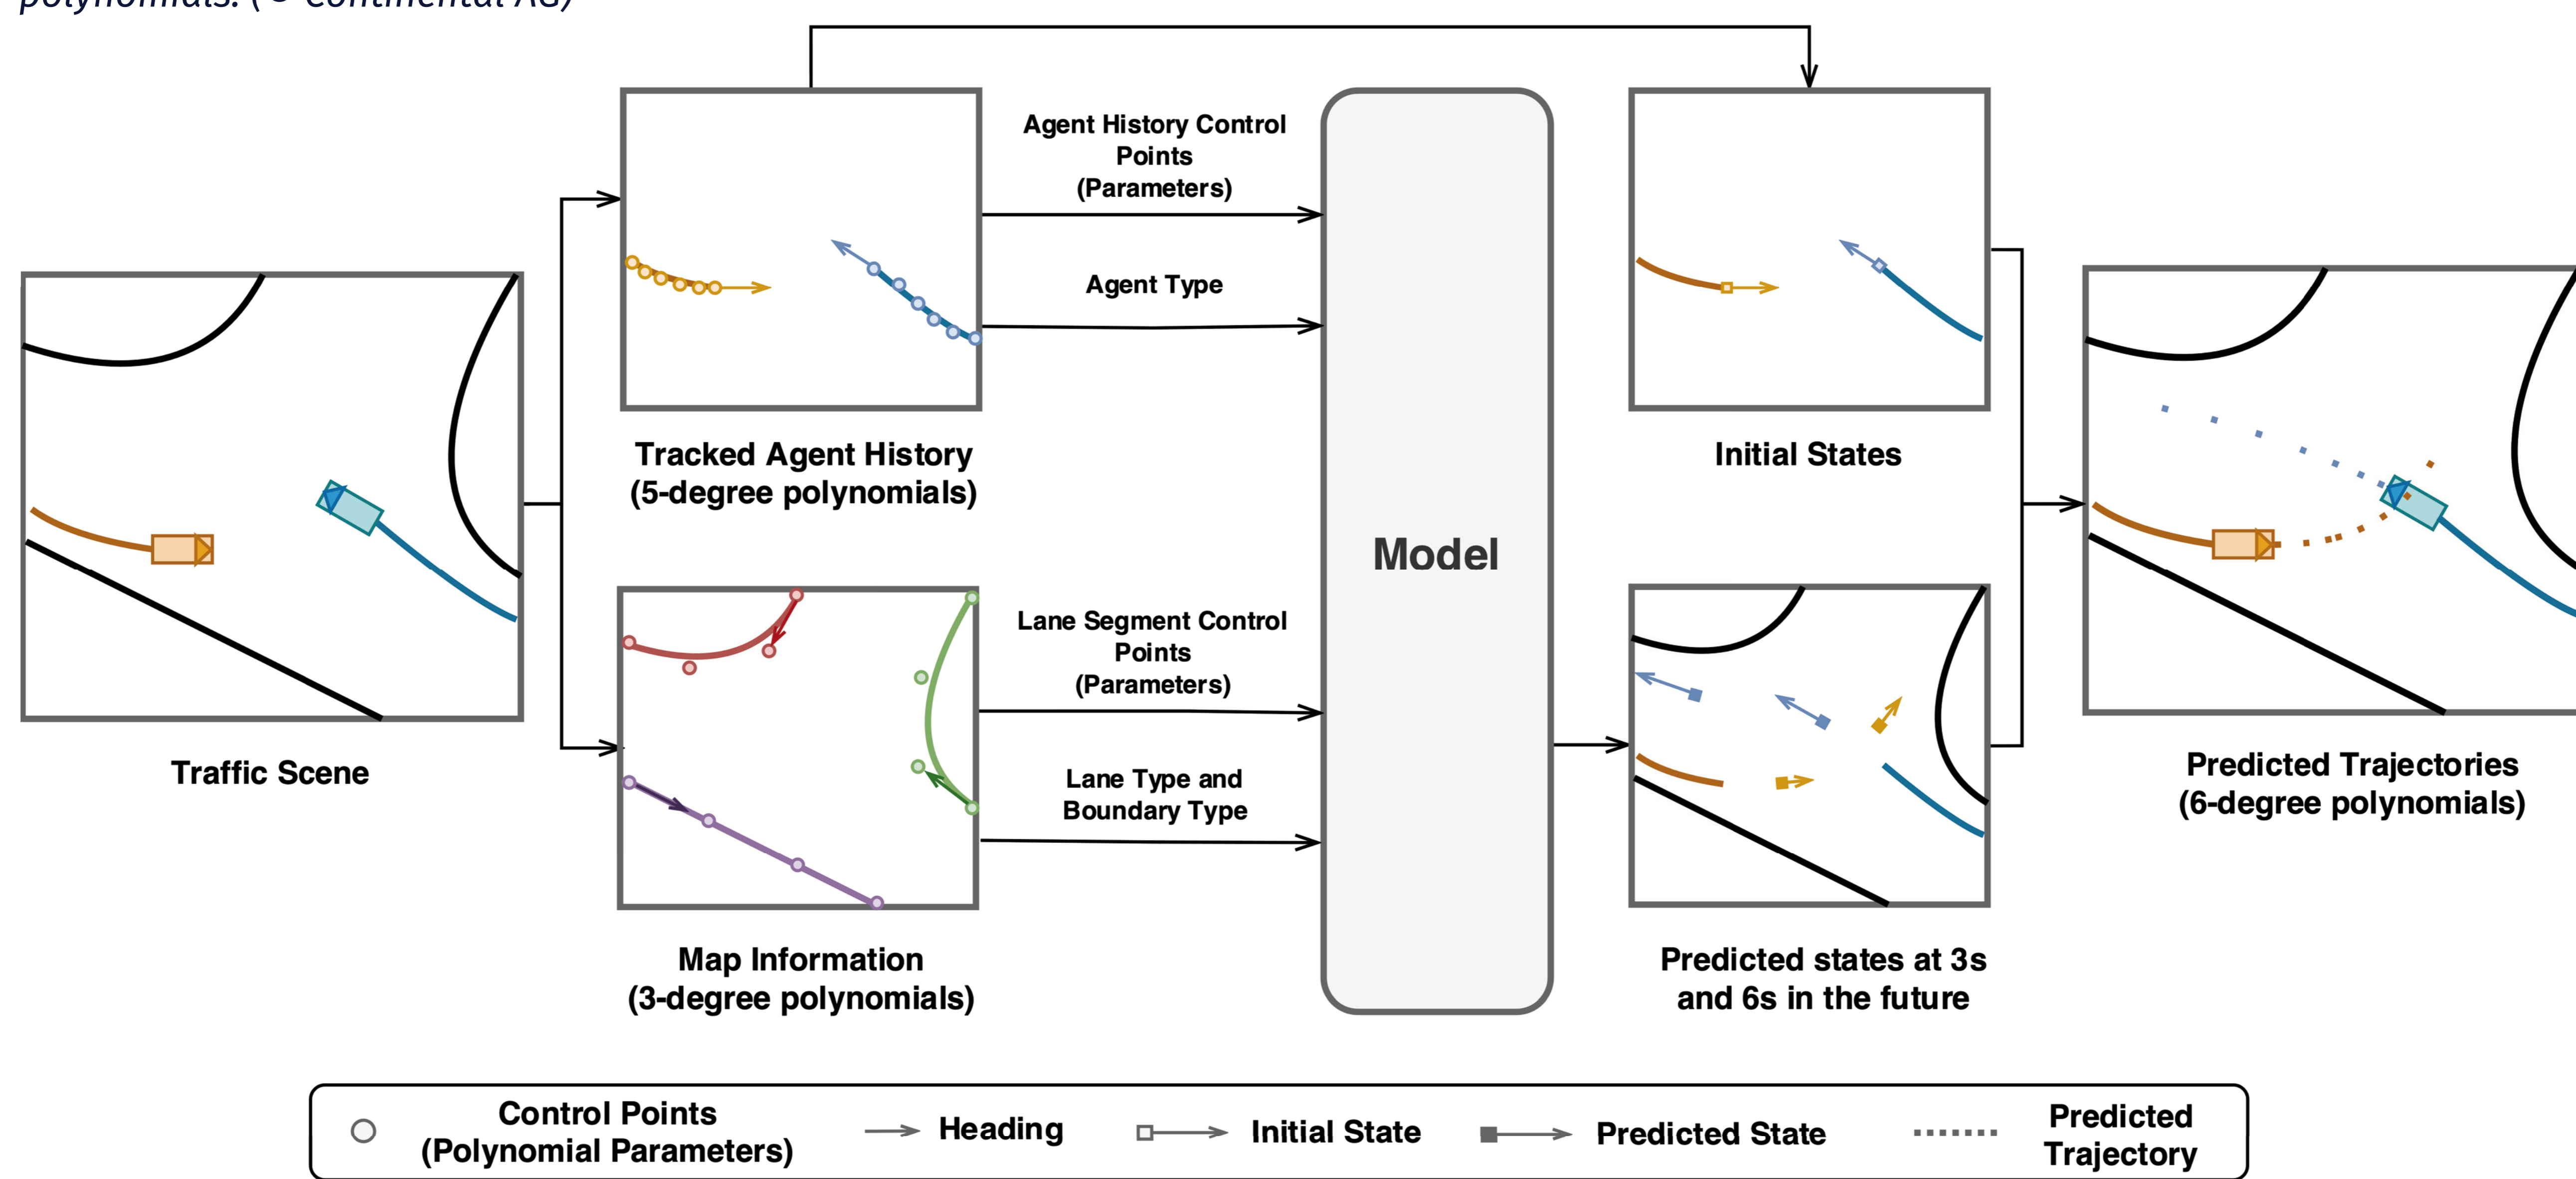 polynomials. (© Continental AG)
Agent History Control
Points
(Parameters)
Agent Type
Tracked Agent History
(5-degree polynomials)
Initial States
Model
Traffic Scene
Lane Segment Control
Points
(Parameters)
Lane Type and
Boundary Type
Predicted Trajectories
(6-degree polynomials)
Map Information
(3-degree polynomials)
Predicted states at 3s
and 6s in the future
Control Points
(Polynomial Parameters)
Heading
Initial State
Predicted State
Predicted
Trajectory